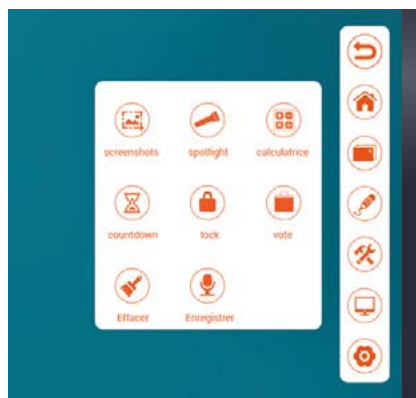 screenshots spotlight calculatrice
countdown lock vote
Effacer Enregistrer